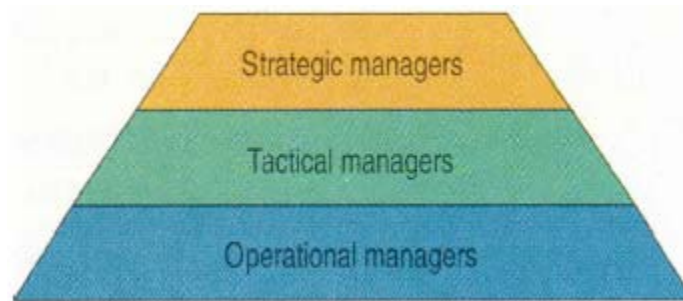 Strategic managers
Tactical managers
Operational managers